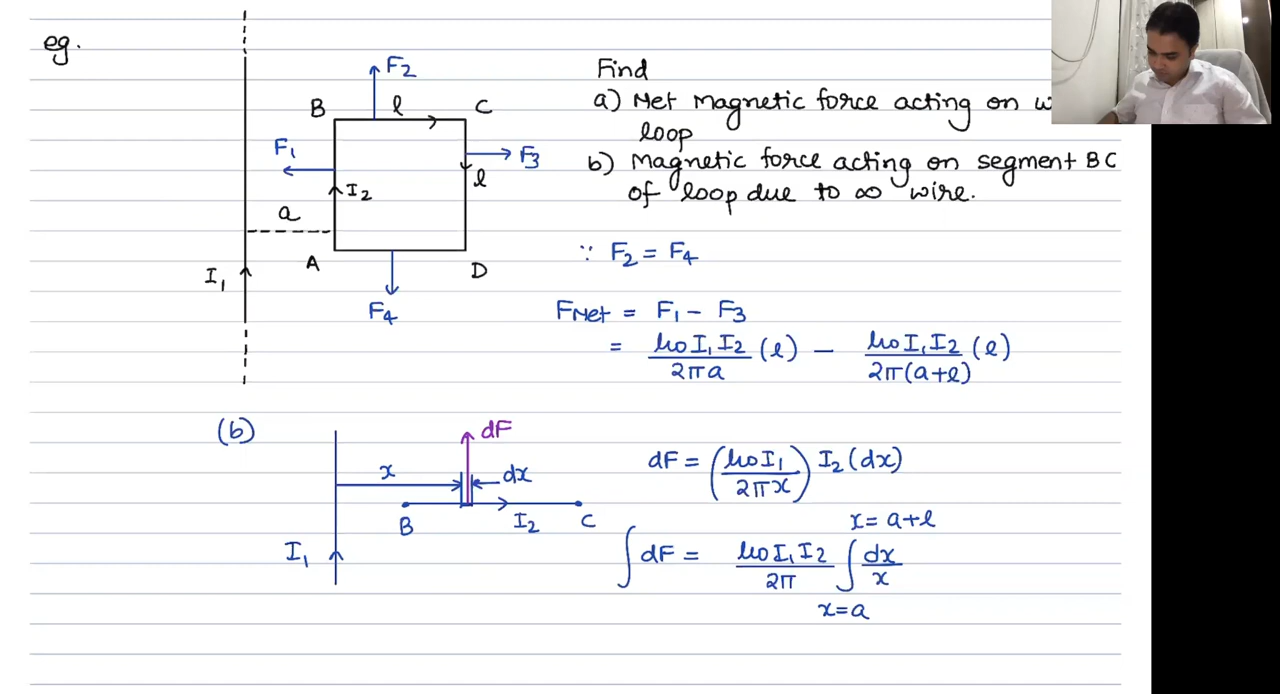 eg.
F₂
B l C
F₁
F₃
l
I₂
a
A D
I₁
F₄
Find
a) Net magnetic force acting on
loop
b) Magnetic force acting on segment BC
of loop due to ∞ wire.
∵ F₂ = F₄
FNet = F₁ - F₃
= μ₀I₁I₂/2πa (l) - μ₀I₁I₂/2π(a+l) (l)
(b)
dF
x dx
B I₂ C
I₁
dF = (μ₀I₁/2πx) I₂(dx)
x = a+l
∫dF = μ₀I₁I₂/2π ∫dx/x
x=a